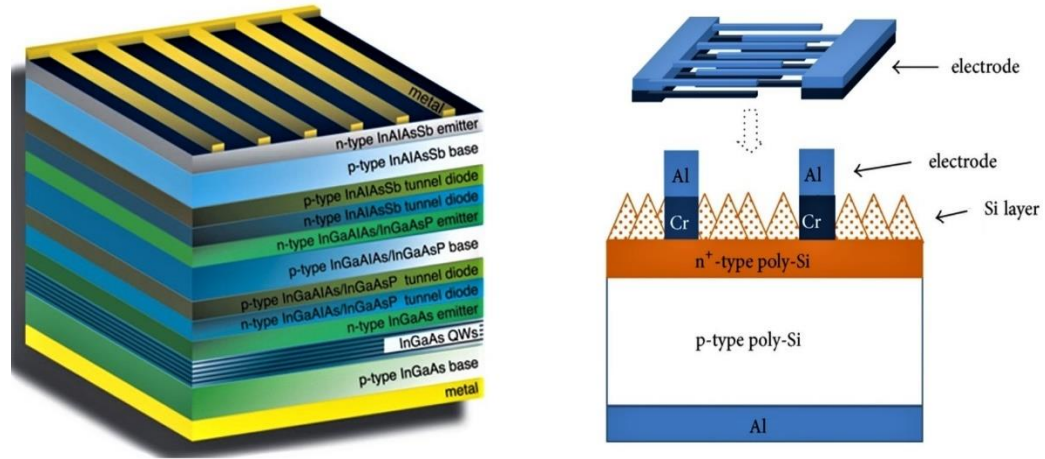 metal
n-type InAlAsSb emitter
p-type InAlAsSb base
p-type InAlAsSb tunnel diode
n-type InAlAsSb tunnel diode
n-type InGaAlAs/InGaAsP emitter
p-type InGaAlAs/InGaAsP base
p-type InGaAlAs/InGaAsP tunnel diode
n-type InGaAlAs/InGaAsP tunnel diode
n-type InGaAs emitter
InGaAs QWs
p-type InGaAs base
metal
electrode
electrode
Al
Al
Si layer
Cr
Cr
n⁺-type poly-Si
p-type poly-Si
Al